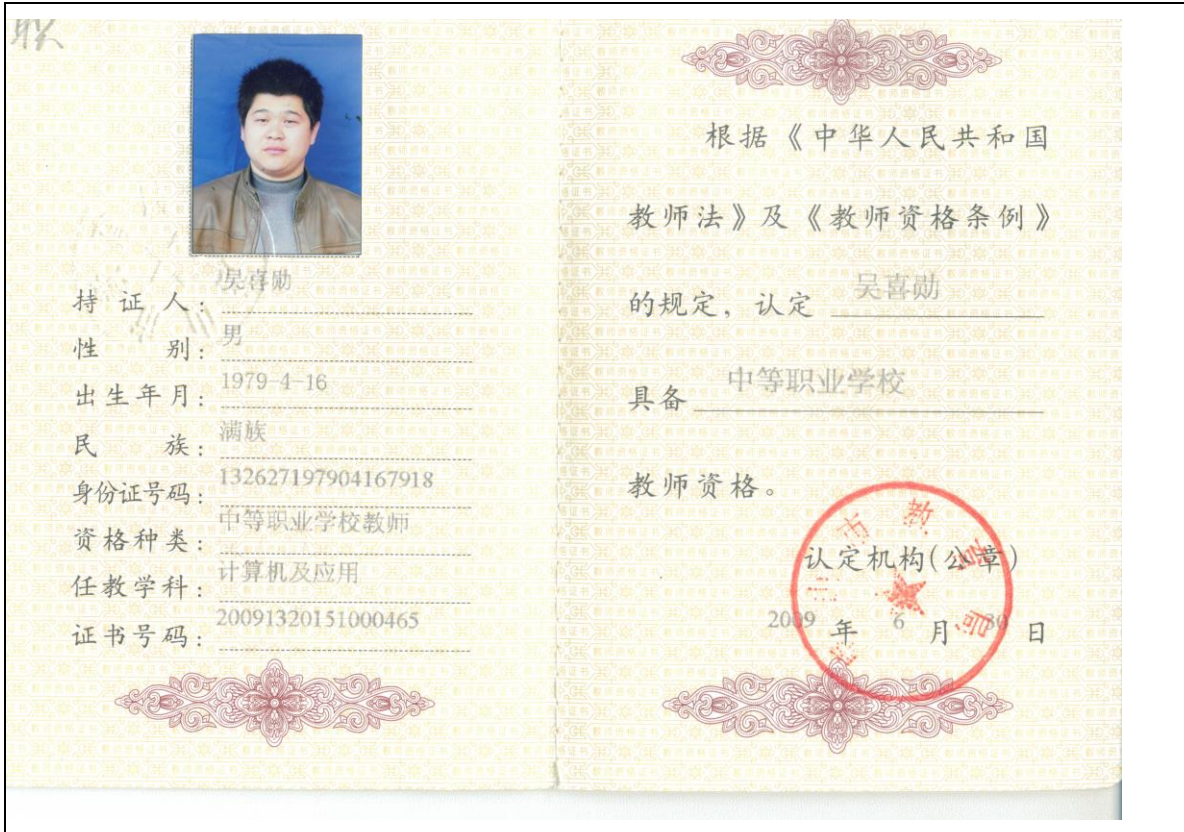 持证人：吴喜勋
性别：男
出生年月：1979-4-16
民族：满族
身份证号码：132627197904167918
资格种类：中等职业学校教师
任教学科：计算机及应用
证书号码：20091320151000465
根据《中华人民共和国
教师法》及《教师资格条例》
的规定，认定 吴喜勋
具备 中等职业学校
教师资格。
认定机构(公章)
市教育局
2009 年 6 月 30 日